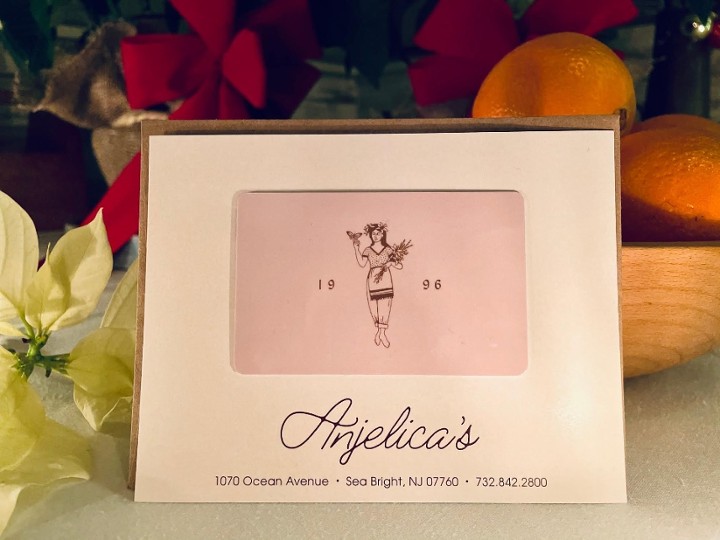 19 96
Anjelica's
1070 Ocean Avenue • Sea Bright, NJ 07760 • 732.842.2800